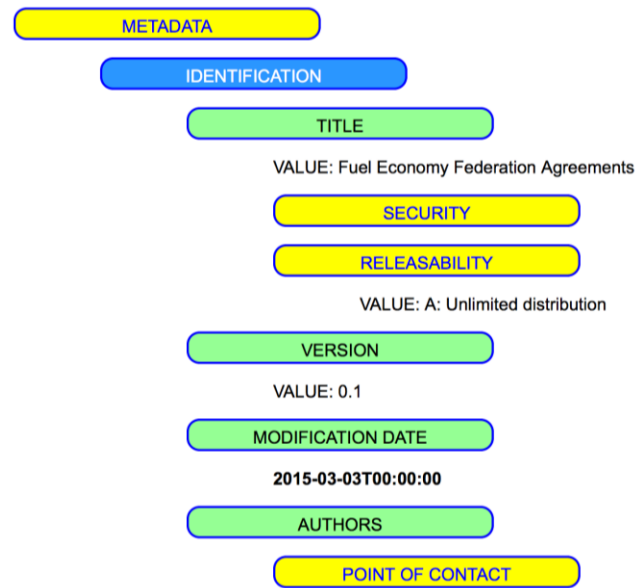 METADATA
IDENTIFICATION
TITLE
VALUE: Fuel Economy Federation Agreements
SECURITY
RELEASABILITY
VALUE: A: Unlimited distribution
VERSION
VALUE: 0.1
MODIFICATION DATE
2015-03-03T00:00:00
AUTHORS
POINT OF CONTACT